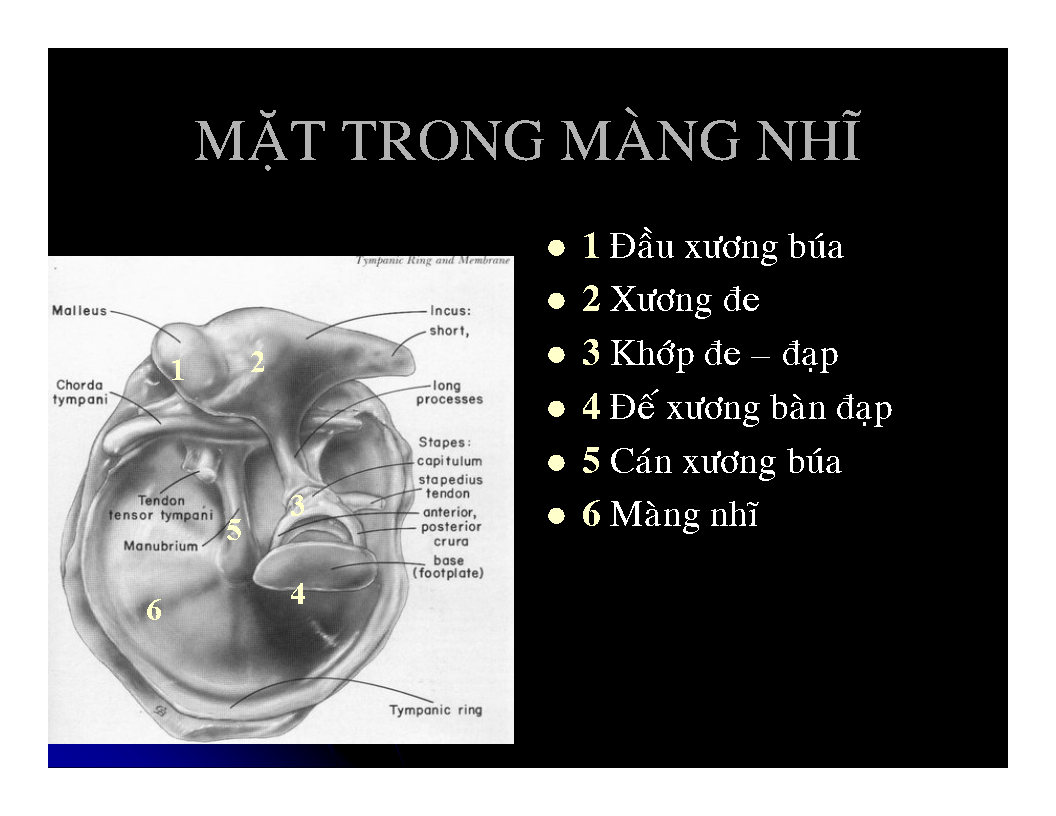 MẶT TRONG MÀNG NHĨ
1 Đầu xương búa
2 Xương đe
3 Khớp đe – đạp
4 Đế xương bàn đạp
5 Cán xương búa
6 Màng nhĩ
Tympanic Ring and Membrane
Malleus
Incus:
short,
1
2
Chorda
tympani
long
processes
Stapes:
capitulum
stapedius
tendon
Tendon
tensor tympani
3
anterior,
posterior
crura
5
Manubrium
base
(footplate)
4
6
Tympanic ring